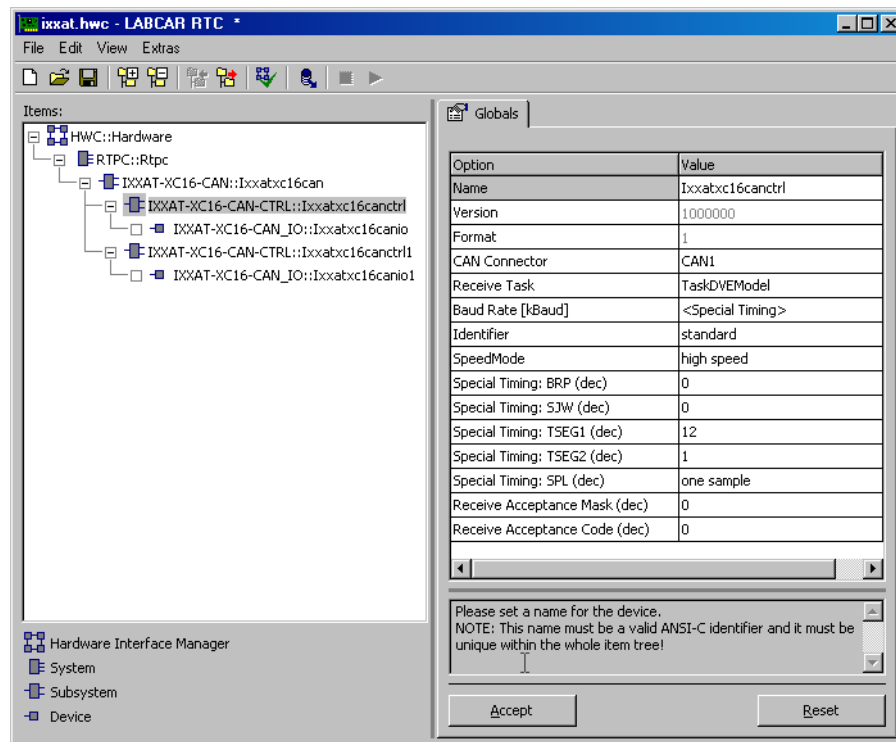 ixxat.hwc - LABCAR RTC *
File Edit View Extras
Items:
HWC::Hardware
RTPC::Rtpc
IXXAT-XC16-CAN::Ixxatxc16can
IXXAT-XC16-CAN-CTRL::Ixxatxc16canctrl
IXXAT-XC16-CAN_IO::Ixxatxc16canio
IXXAT-XC16-CAN-CTRL::Ixxatxc16canctrl1
IXXAT-XC16-CAN_IO::Ixxatxc16canio1
Hardware Interface Manager
System
Subsystem
Device
Globals
Option Value
Name Ixxatxc16canctrl
Version 1000000
Format 1
CAN Connector CAN1
Receive Task TaskDVEModel
Baud Rate [kBaud] <Special Timing>
Identifier standard
SpeedMode high speed
Special Timing: BRP (dec) 0
Special Timing: SJW (dec) 0
Special Timing: TSEG1 (dec) 12
Special Timing: TSEG2 (dec) 1
Special Timing: SPL (dec) one sample
Receive Acceptance Mask (dec) 0
Receive Acceptance Code (dec) 0
Please set a name for the device.
NOTE: This name must be a valid ANSI-C identifier and it must be
unique within the whole item tree!
Accept Reset